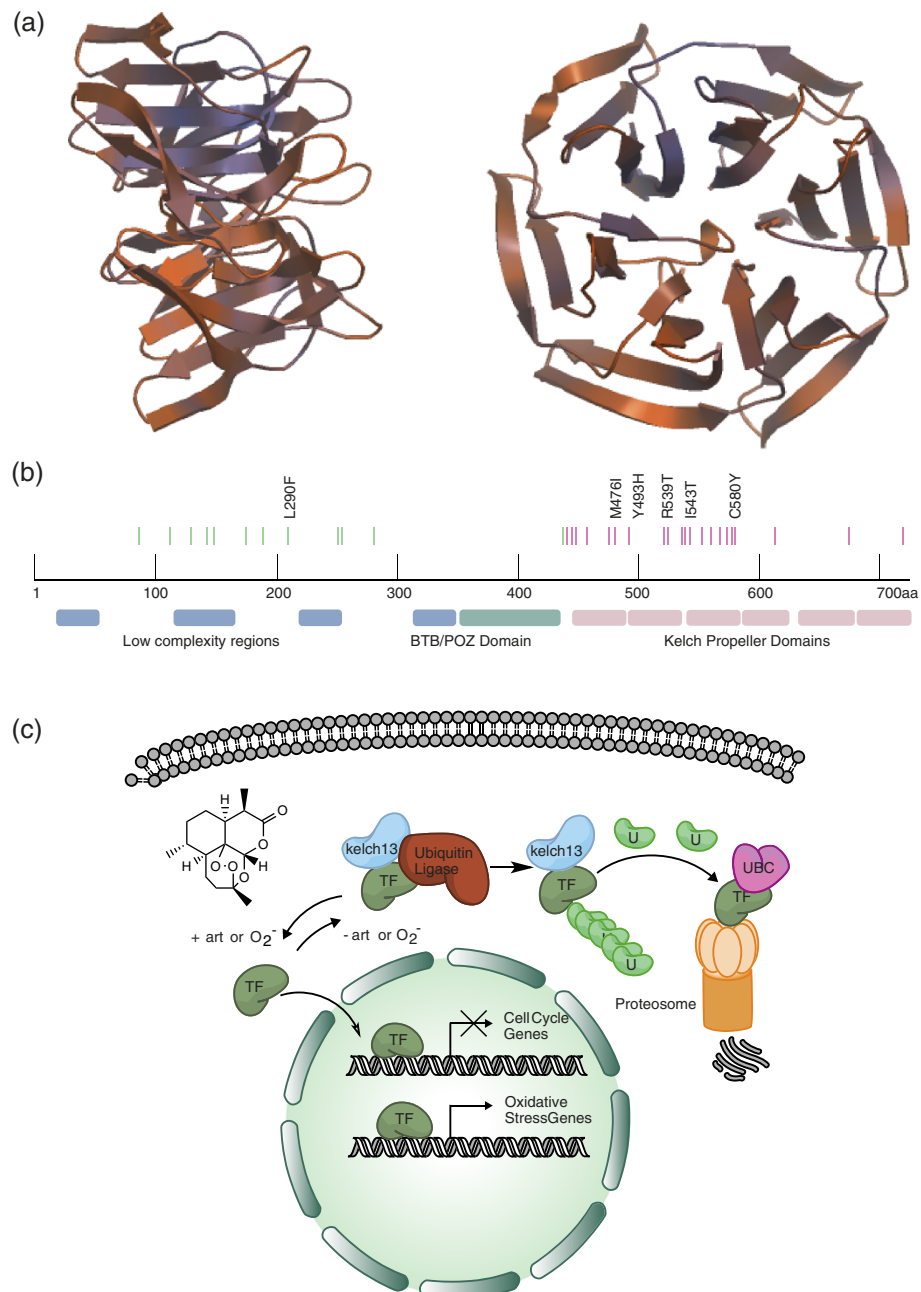 (a)
(b)
L290F
M476I
Y493H
R539T
I543T
C580Y
1 100 200 300 400 500 600 700aa
Low complexity regions BTB/POZ Domain Kelch Propeller Domains
(c)
H
O
O
H
H
O
O
O
kelch13
Ubiquitin
Ligase
TF
kelch13
TF
U
U
U
UBC
TF
+ art or O2-
- art or O2-
TF
Proteosome
TF
Cell Cycle
Genes
TF
Oxidative
StressGenes